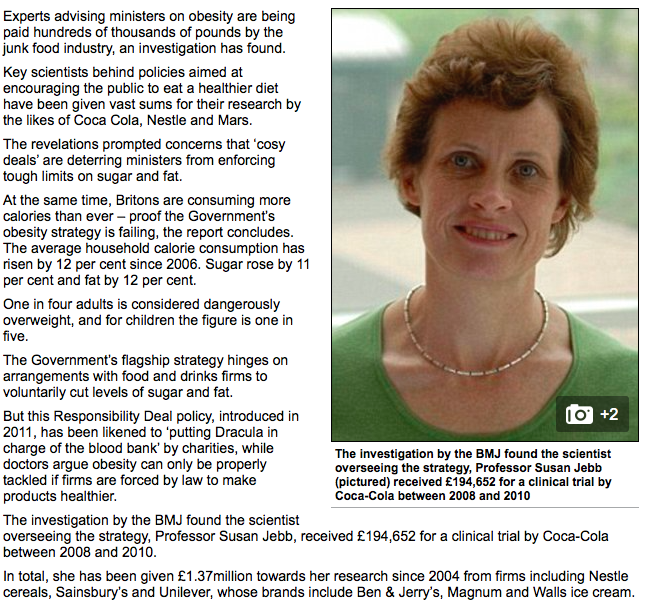 Experts advising ministers on obesity are being
paid hundreds of thousands of pounds by the
junk food industry, an investigation has found.
Key scientists behind policies aimed at
encouraging the public to eat a healthier diet
have been given vast sums for their research by
the likes of Coca Cola, Nestle and Mars.
The revelations prompted concerns that ‘cosy
deals’ are deterring ministers from enforcing
tough limits on sugar and fat.
At the same time, Britons are consuming more
calories than ever – proof the Government’s
obesity strategy is failing, the report concludes.
The average household calorie consumption has
risen by 12 per cent since 2006. Sugar rose by 11
per cent and fat by 12 per cent.
One in four adults is considered dangerously
overweight, and for children the figure is one in
five.
The Government’s flagship strategy hinges on
arrangements with food and drinks firms to
voluntarily cut levels of sugar and fat.
But this Responsibility Deal policy, introduced in
2011, has been likened to ‘putting Dracula in
charge of the blood bank’ by charities, while
doctors argue obesity can only be properly
tackled if firms are forced by law to make
products healthier.
+2
The investigation by the BMJ found the scientist
overseeing the strategy, Professor Susan Jebb
(pictured) received £194,652 for a clinical trial by
Coca-Cola between 2008 and 2010
The investigation by the BMJ found the scientist
overseeing the strategy, Professor Susan Jebb, received £194,652 for a clinical trial by Coca-Cola
between 2008 and 2010.
In total, she has been given £1.37million towards her research since 2004 from firms including Nestle
cereals, Sainsbury’s and Unilever, whose brands include Ben & Jerry’s, Magnum and Walls ice cream.